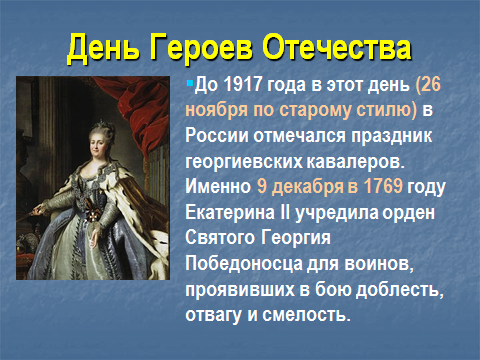 День Героев Отечества
До 1917 года в этот день (26
ноября по старому стилю) в
России отмечался праздник
георгиевских кавалеров.
Именно 9 декабря в 1769 году
Екатерина II учредила орден
Святого Георгия
Победоносца для воинов,
проявивших в бою доблесть,
отвагу и смелость.